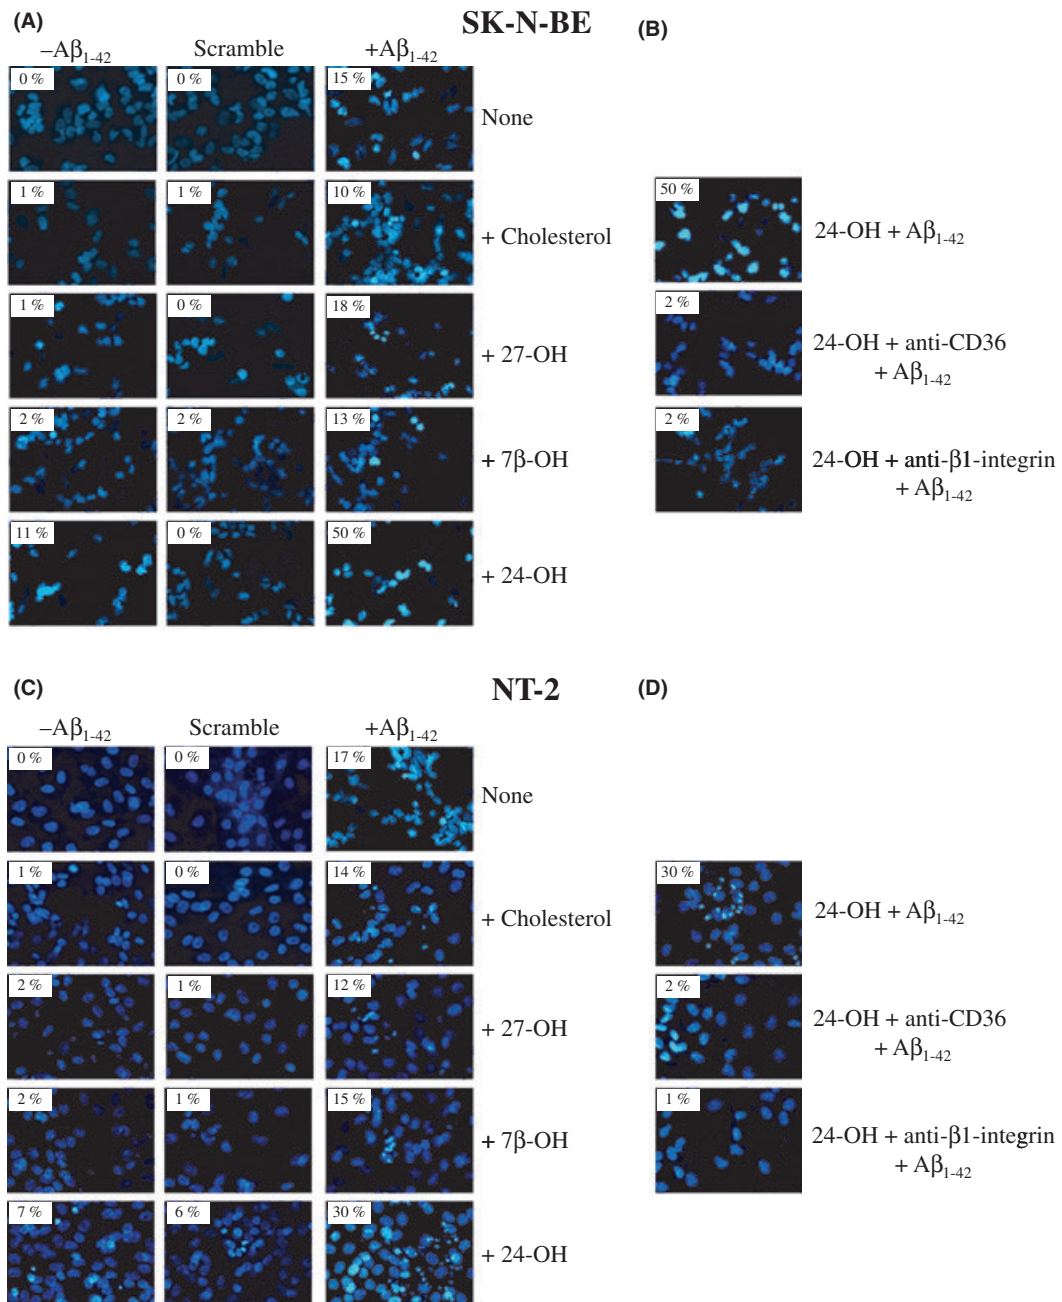 (A)
SK-N-BE
(B)
–Aβ1-42 Scramble +Aβ1-42
0 % 0 % 15 % None
1 % 1 % 10 % + Cholesterol
50 % 24-OH + Aβ1-42
1 % 0 % 18 % + 27-OH
2 % 24-OH + anti-CD36
+ Aβ1-42
2 % 2 % 13 % + 7β-OH
2 % 24-OH + anti-β1-integrin
+ Aβ1-42
11 % 0 % 50 % + 24-OH
(C)
NT-2
(D)
–Aβ1-42 Scramble +Aβ1-42
0 % 0 % 17 % None
1 % 0 % 14 % + Cholesterol
30 % 24-OH + Aβ1-42
2 % 1 % 12 % + 27-OH
2 % 24-OH + anti-CD36
+ Aβ1-42
2 % 1 % 15 % + 7β-OH
1 % 24-OH + anti-β1-integrin
+ Aβ1-42
7 % 6 % 30 % + 24-OH